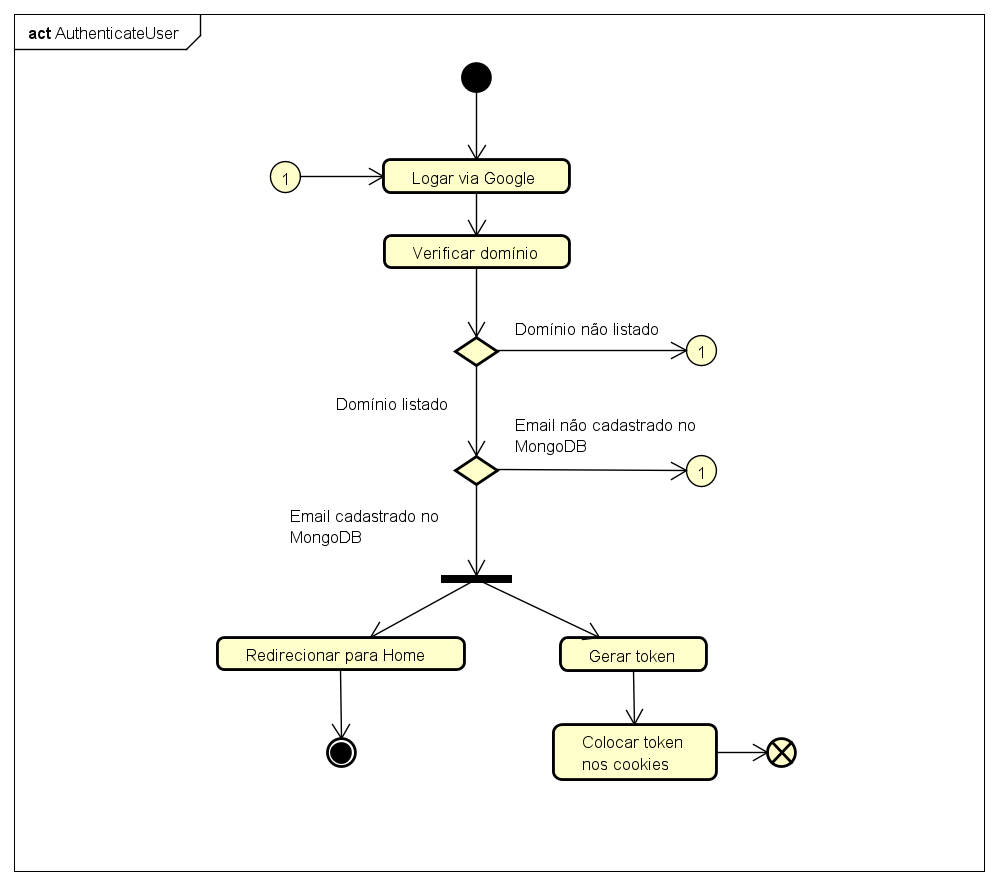 act AuthenticateUser
1
Logar via Google
Verificar domínio
Domínio não listado
1
Domínio listado
Email não cadastrado no
MongoDB
1
Email cadastrado no
MongoDB
Redirecionar para Home
Gerar token
Colocar token
nos cookies